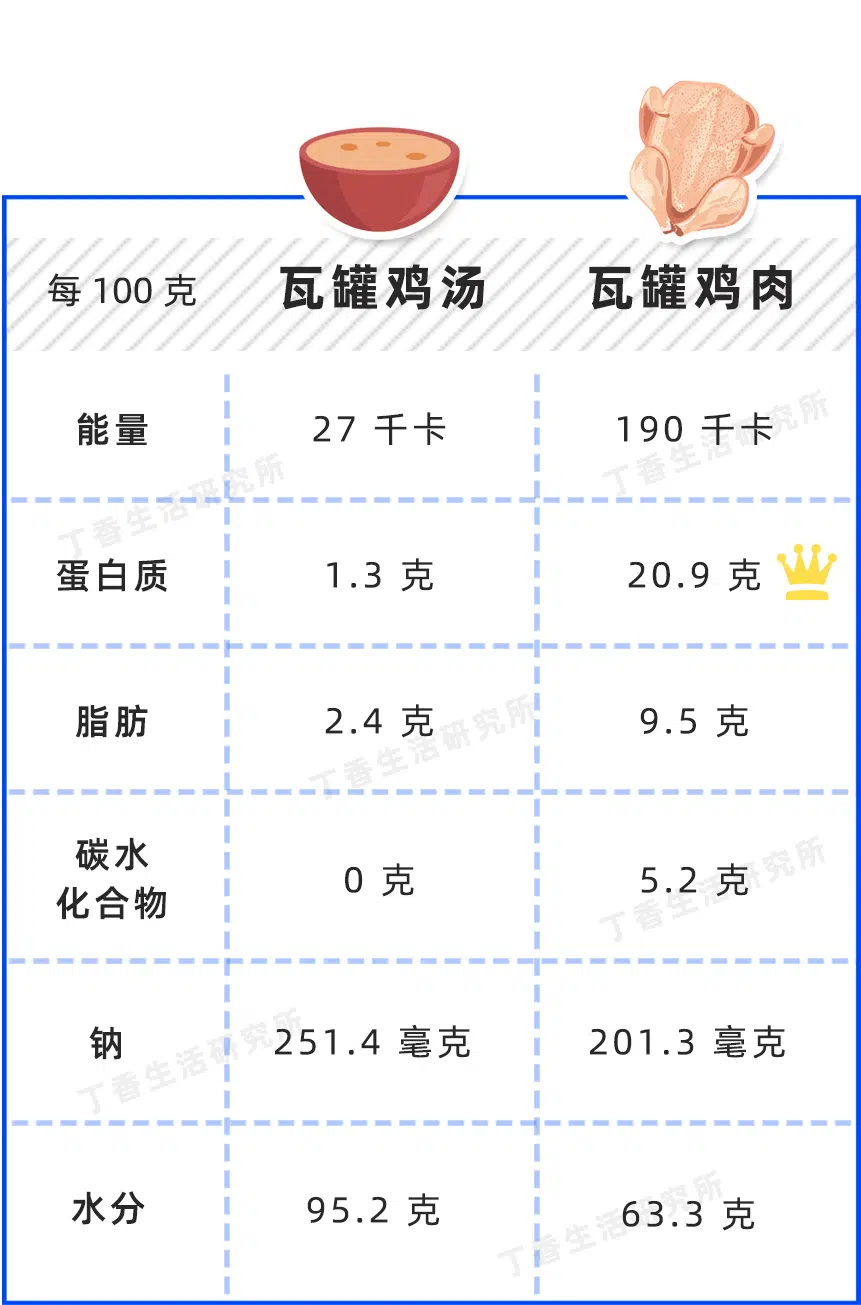 每 100 克 瓦罐鸡汤 瓦罐鸡肉
能量 27 千卡 190 千卡
蛋白质 1.3 克 20.9 克
脂肪 2.4 克 9.5 克
碳水
化合物 0 克 5.2 克
钠 251.4 毫克 201.3 毫克
水分 95.2 克 63.3 克
丁香生活研究所
丁香生活研究所
丁香生活研究所
丁香生活研究所
丁香生活研究所
丁香生活研究所